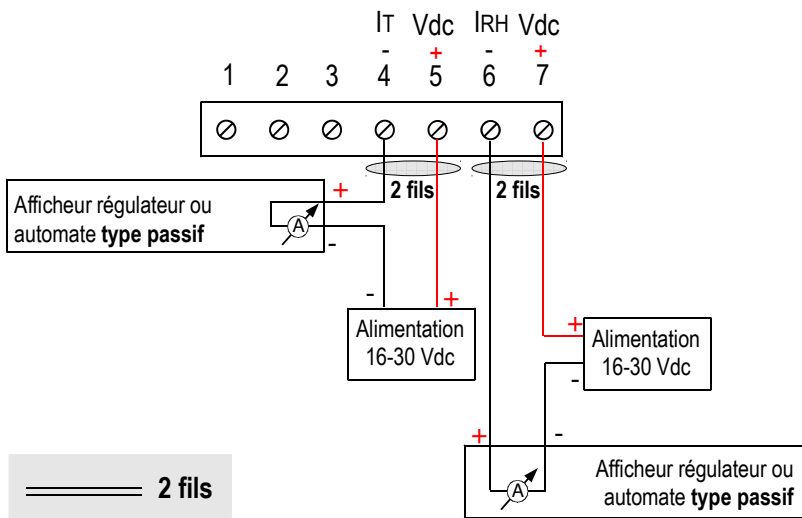 IT Vdc IRH Vdc
- + - +
1 2 3 4 5 6 7
2 fils 2 fils
Afficheur régulateur ou
automate type passif
+
A
-
- +
Alimentation
16-30 Vdc
+
Alimentation
16-30 Vdc
-
+ -
Afficheur régulateur ou
automate type passif
A
2 fils